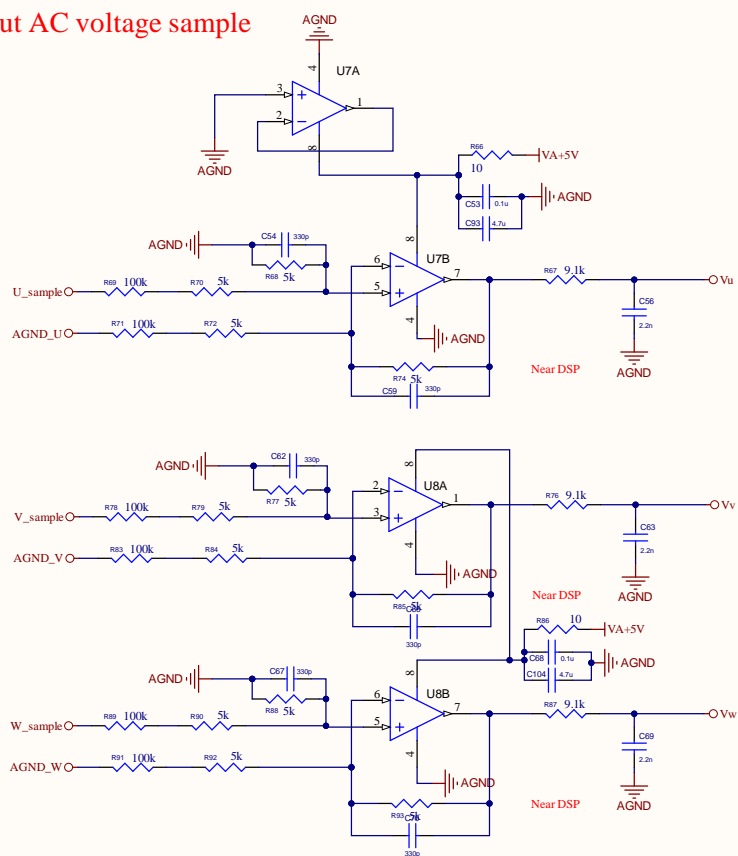 ut AC voltage sample
AGND
4
U7A
3
1
2
8
AGND
R66
10
VA+5V
C53
0.1u
AGND
C93
4.7u
C54
330p
AGND
R68
5k
8
U7B
6
7
5
4
R67
9.1k
Vu
U_sample
R69
100k
R70
5k
AGND_U
R71
100k
R72
5k
AGND
C56
2.2n
AGND
R74
5k
C59
330p
Near DSP
C62
330p
AGND
R77
5k
8
U8A
2
1
3
4
R76
9.1k
Vv
V_sample
R78
100k
R79
5k
AGND_V
R83
100k
R84
5k
AGND
C63
2.2n
AGND
R85
5k
330p
Near DSP
R86
10
VA+5V
C68
0.1u
AGND
C104
4.7u
C67
330p
AGND
R88
5k
8
U8B
6
7
5
4
R87
9.1k
Vw
W_sample
R89
100k
R90
5k
AGND_W
R91
100k
R92
5k
AGND
C69
2.2n
AGND
R93
5k
330p
Near DSP